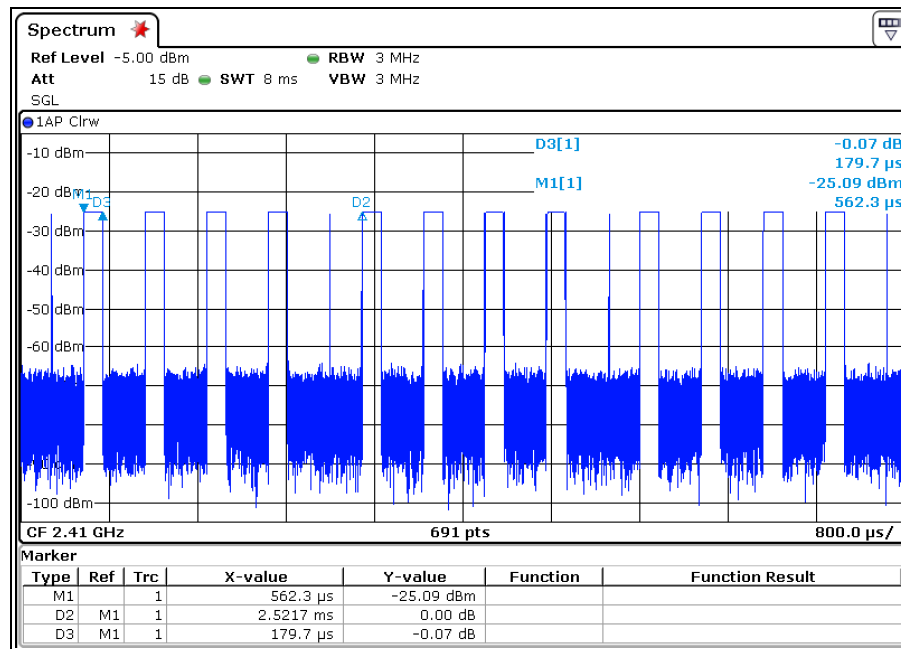 Spectrum
Ref Level -5.00 dBm RBW 3 MHz
Att 15 dB SWT 8 ms VBW 3 MHz
SGL
1AP Clrw
D3[1] -0.07 dB
179.7 µs
M1[1] -25.09 dBm
562.3 µs
-10 dBm
-20 dBm
M1 D3 D2
-30 dBm
-40 dBm
-50 dBm
-60 dBm
-100 dBm
CF 2.41 GHz 691 pts 800.0 µs/
Marker
Type Ref Trc X-value Y-value Function Function Result
M1 1 562.3 µs -25.09 dBm
D2 M1 1 2.5217 ms 0.00 dB
D3 M1 1 179.7 µs -0.07 dB